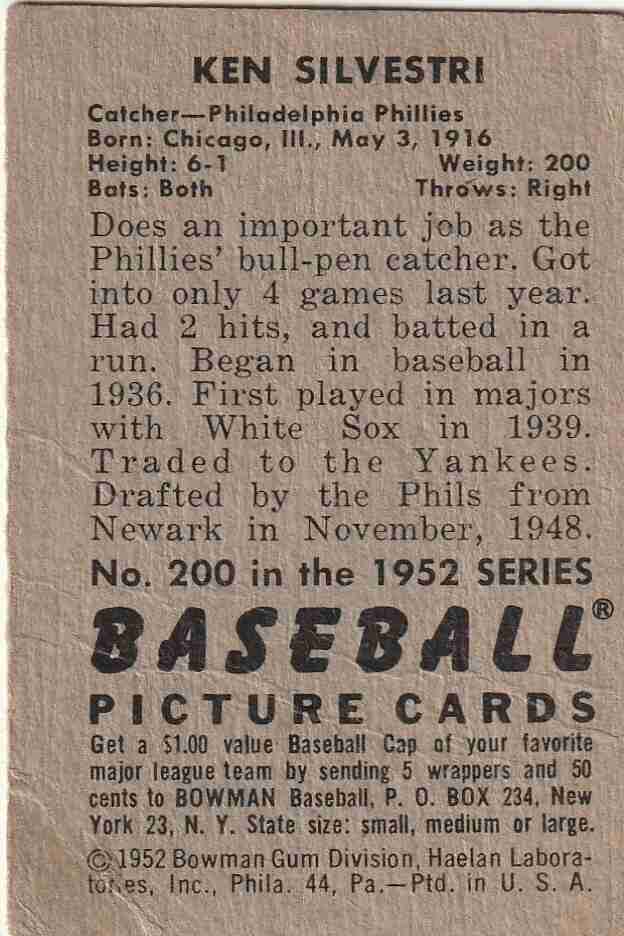 KEN SILVESTRI
Catcher—Philadelphia Phillies
Born: Chicago, Ill., May 3, 1916
Height: 6-1 Weight: 200
Bats: Both Throws: Right
Does an important job as the
Phillies' bull-pen catcher. Got
into only 4 games last year.
Had 2 hits, and batted in a
run. Began in baseball in
1936. First played in majors
with White Sox in 1939.
Traded to the Yankees.
Drafted by the Phils from
Newark in November, 1948.
No. 200 in the 1952 SERIES
BASEBALL®
PICTURE CARDS
Get a $1.00 value Baseball Cap of your favorite
major league team by sending 5 wrappers and 50
cents to BOWMAN Baseball, P. O. BOX 234, New
York 23, N. Y. State size: small, medium or large.
©1952 Bowman Gum Division, Haelan Labora-
tories, Inc., Phila. 44, Pa.—Ptd. in U. S. A.